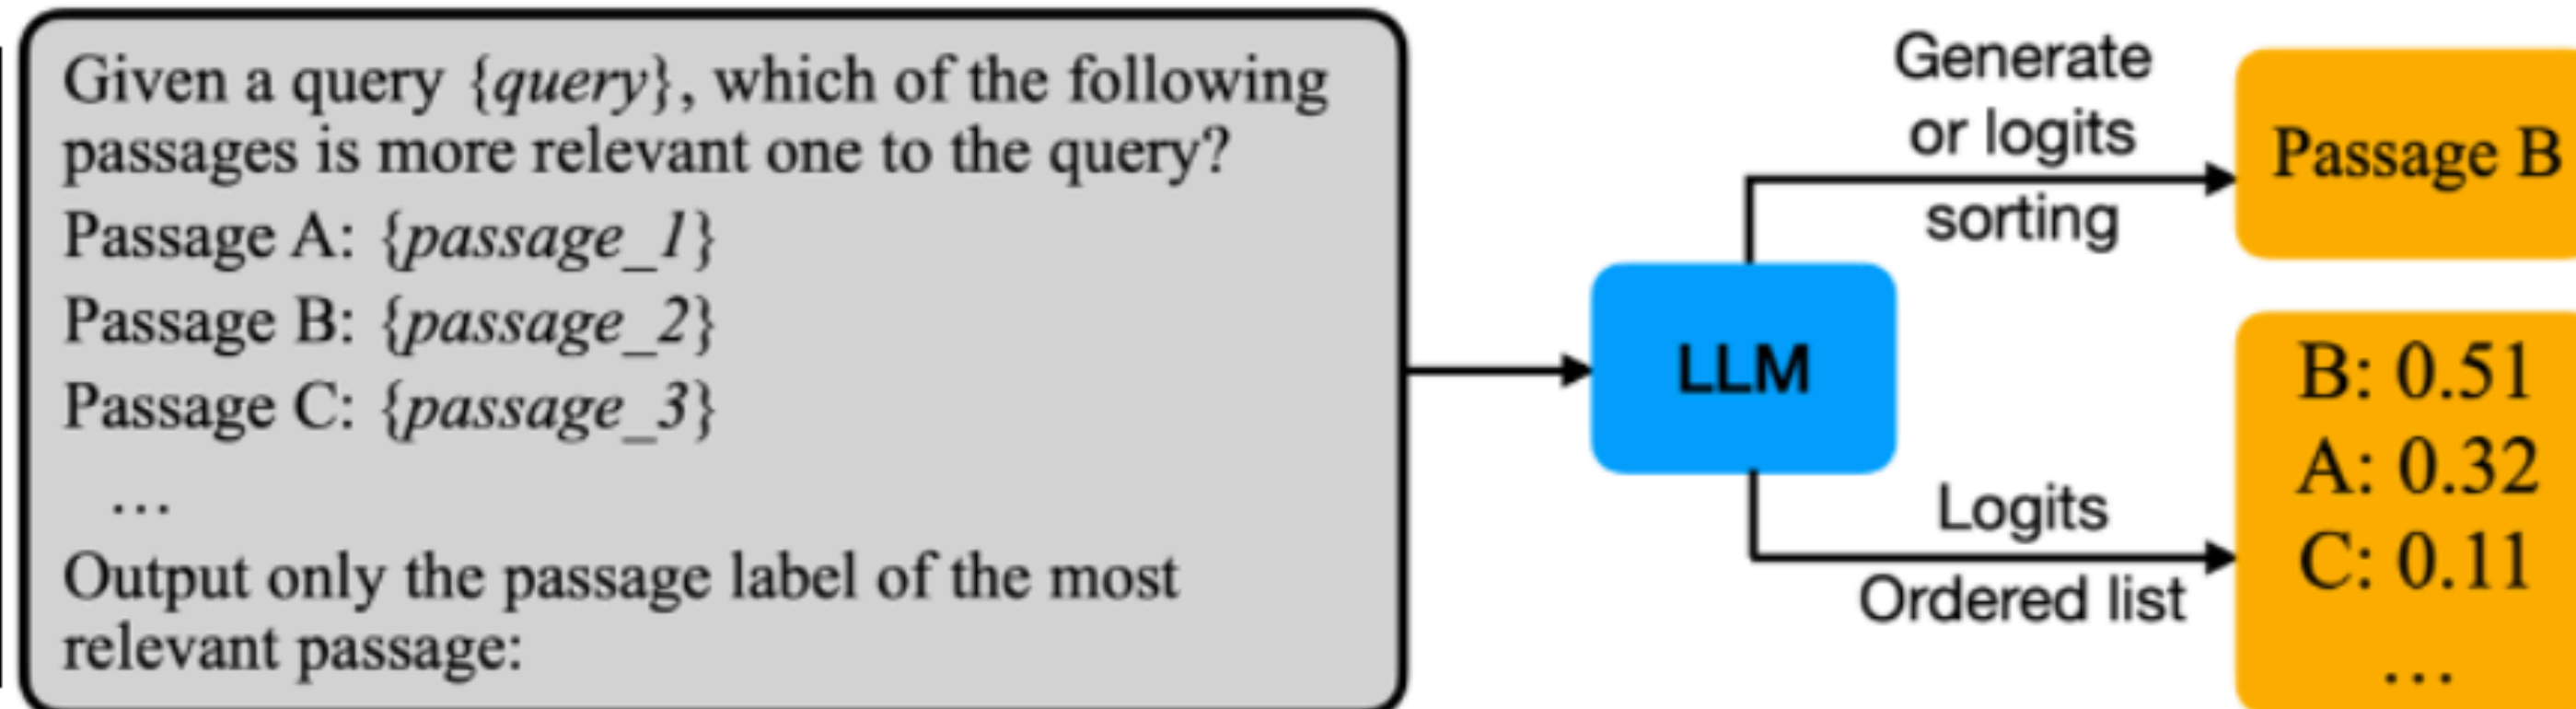 Given a query {query}, which of the following
passages is more relevant one to the query?
Passage A: {passage_1}
Passage B: {passage_2}
Passage C: {passage_3}
...
Output only the passage label of the most
relevant passage:
LLM
Generate
or logits
sorting
Passage B
Logits
Ordered list
B: 0.51
A: 0.32
C: 0.11
...